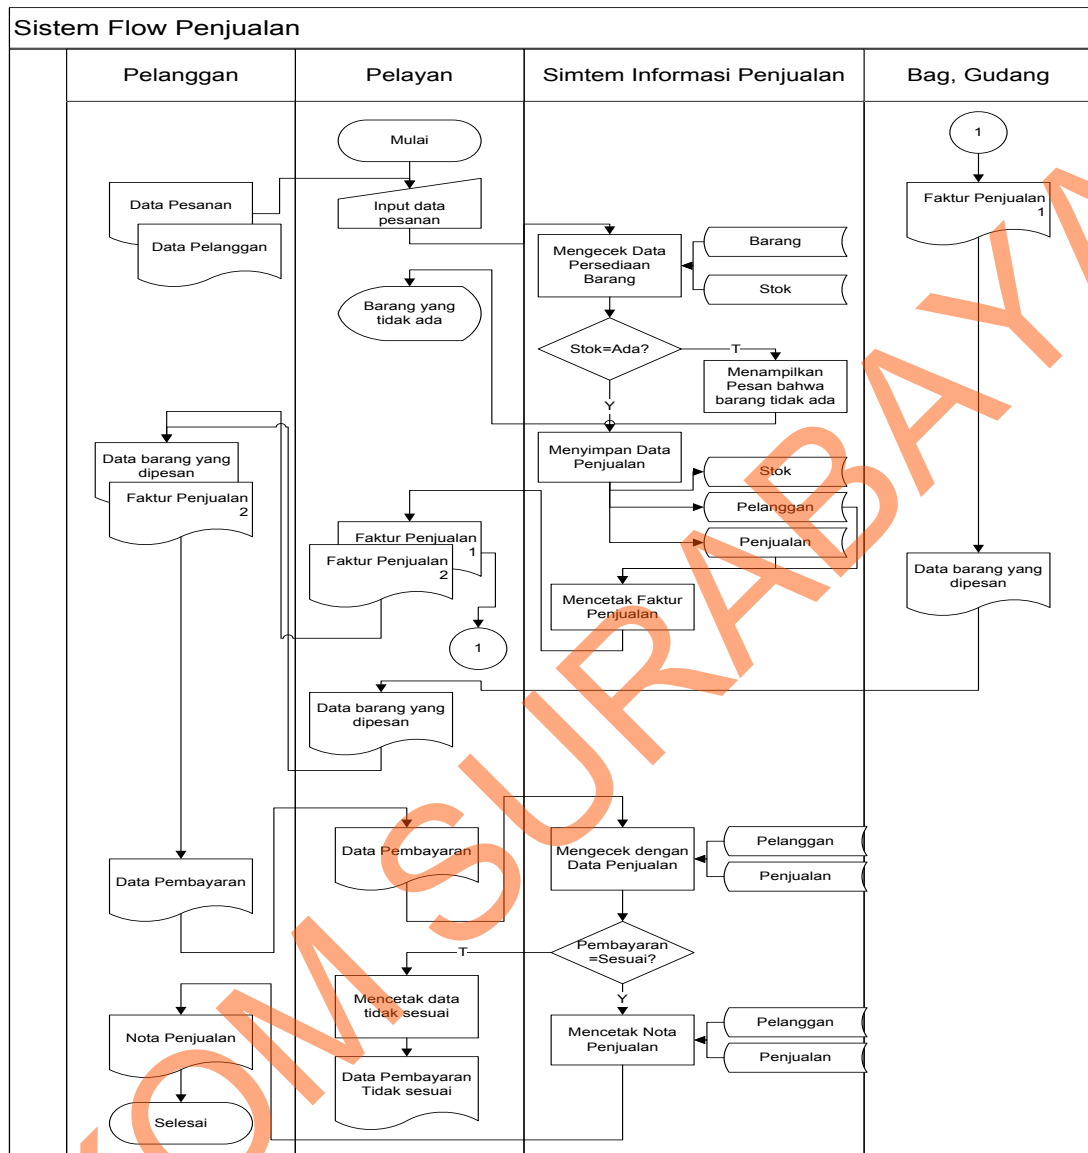 Sistem Flow Penjualan
Pelanggan
Pelayan
Simtem Informasi Penjualan
Bag, Gudang
Mulai
1
Data Pesanan
Data Pelanggan
Input data
pesanan
Faktur Penjualan
1
Mengecek Data
Persediaan
Barang
Barang
Stok
Barang yang
tidak ada
Stok=Ada?
T
Menampilkan
Pesan bahwa
barang tidak ada
Y
Data barang yang
dipesan
Faktur Penjualan
2
Menyimpan Data
Penjualan
Stok
Pelanggan
Penjualan
Faktur Penjualan
1
Faktur Penjualan
2
Mencetak Faktur
Penjualan
Data barang yang
dipesan
1
Data barang yang
dipesan
Data Pembayaran
Data Pembayaran
Mengecek dengan
Data Penjualan
Pelanggan
Penjualan
Pembayaran
=Sesuai?
T
Y
Mencetak data
tidak sesuai
Data Pembayaran
Tidak sesuai
Mencetak Nota
Penjualan
Pelanggan
Penjualan
Nota Penjualan
Selesai
KOM SURABAYA